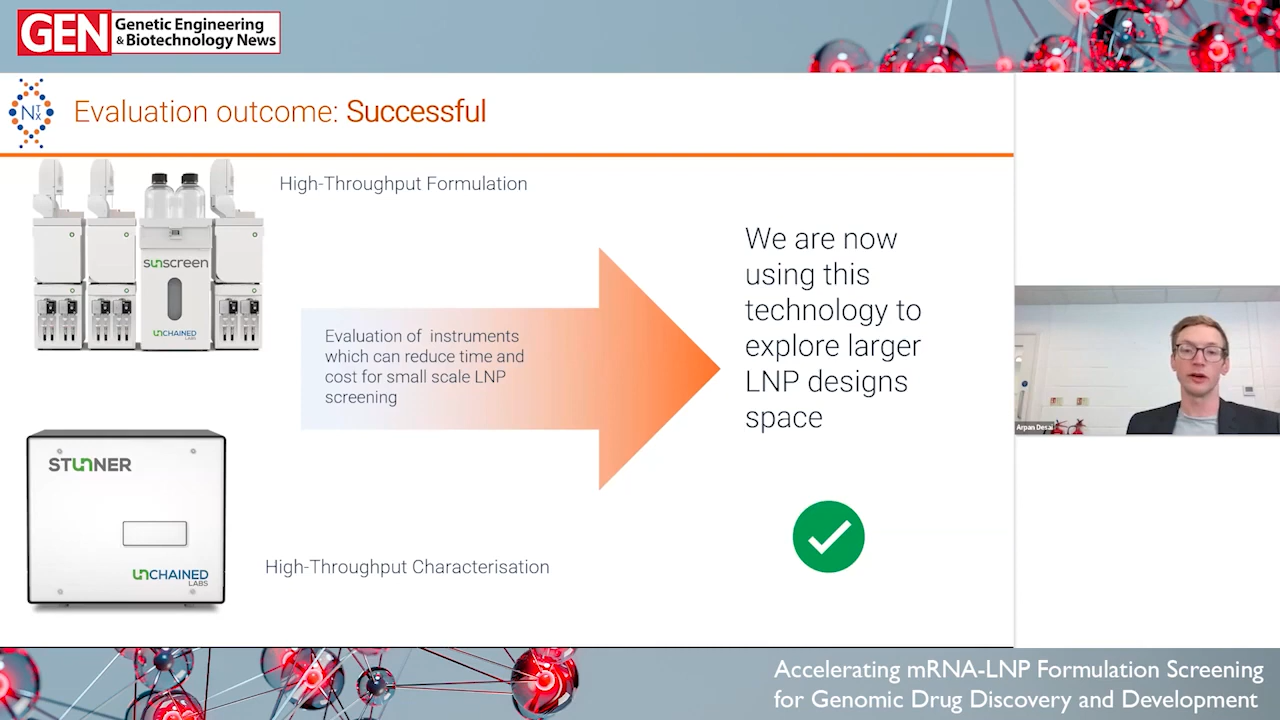 GEN
Genetic Engineering
& Biotechnology News
NTx
Evaluation outcome: Successful
High-Throughput Formulation
sunscreen
UNCHAINED
LABS
Evaluation of instruments
which can reduce time and
cost for small scale LNP
screening
We are now
using this
technology to
explore larger
LNP designs
space
STUNNER
UNCHAINED
LABS
High-Throughput Characterisation
Arpan Desai
Accelerating mRNA-LNP Formulation Screening
for Genomic Drug Discovery and Development